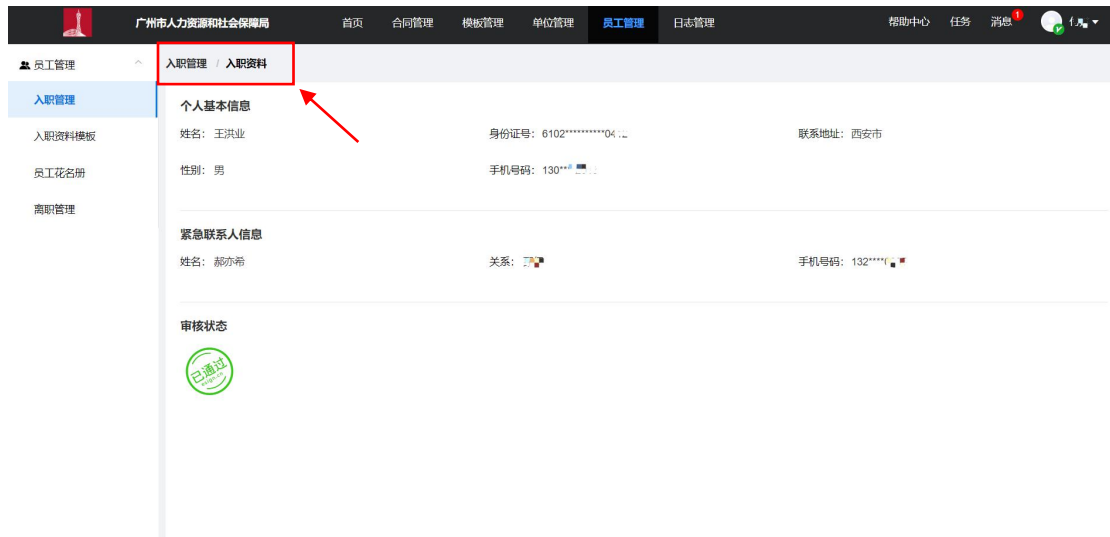 广州市人力资源和社会保障局 首页 合同管理 模板管理 单位管理 员工管理 日志管理 帮助中心 任务 消息 1
员工管理
入职管理 / 入职资料
入职管理
入职资料模板
员工花名册
离职管理
个人基本信息
姓名: 王洪业 身份证号: 6102**********04 联系地址: 西安市
性别: 男 手机号码: 130**
紧急联系人信息
姓名: 郝亦希 关系: 手机号码: 132****
审核状态
已通过
esign.cn